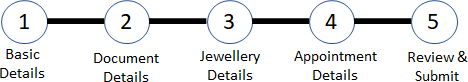 1 2 3 4 5
Basic Details
Document Details
Jewellery Details
Appointment Details
Review & Submit